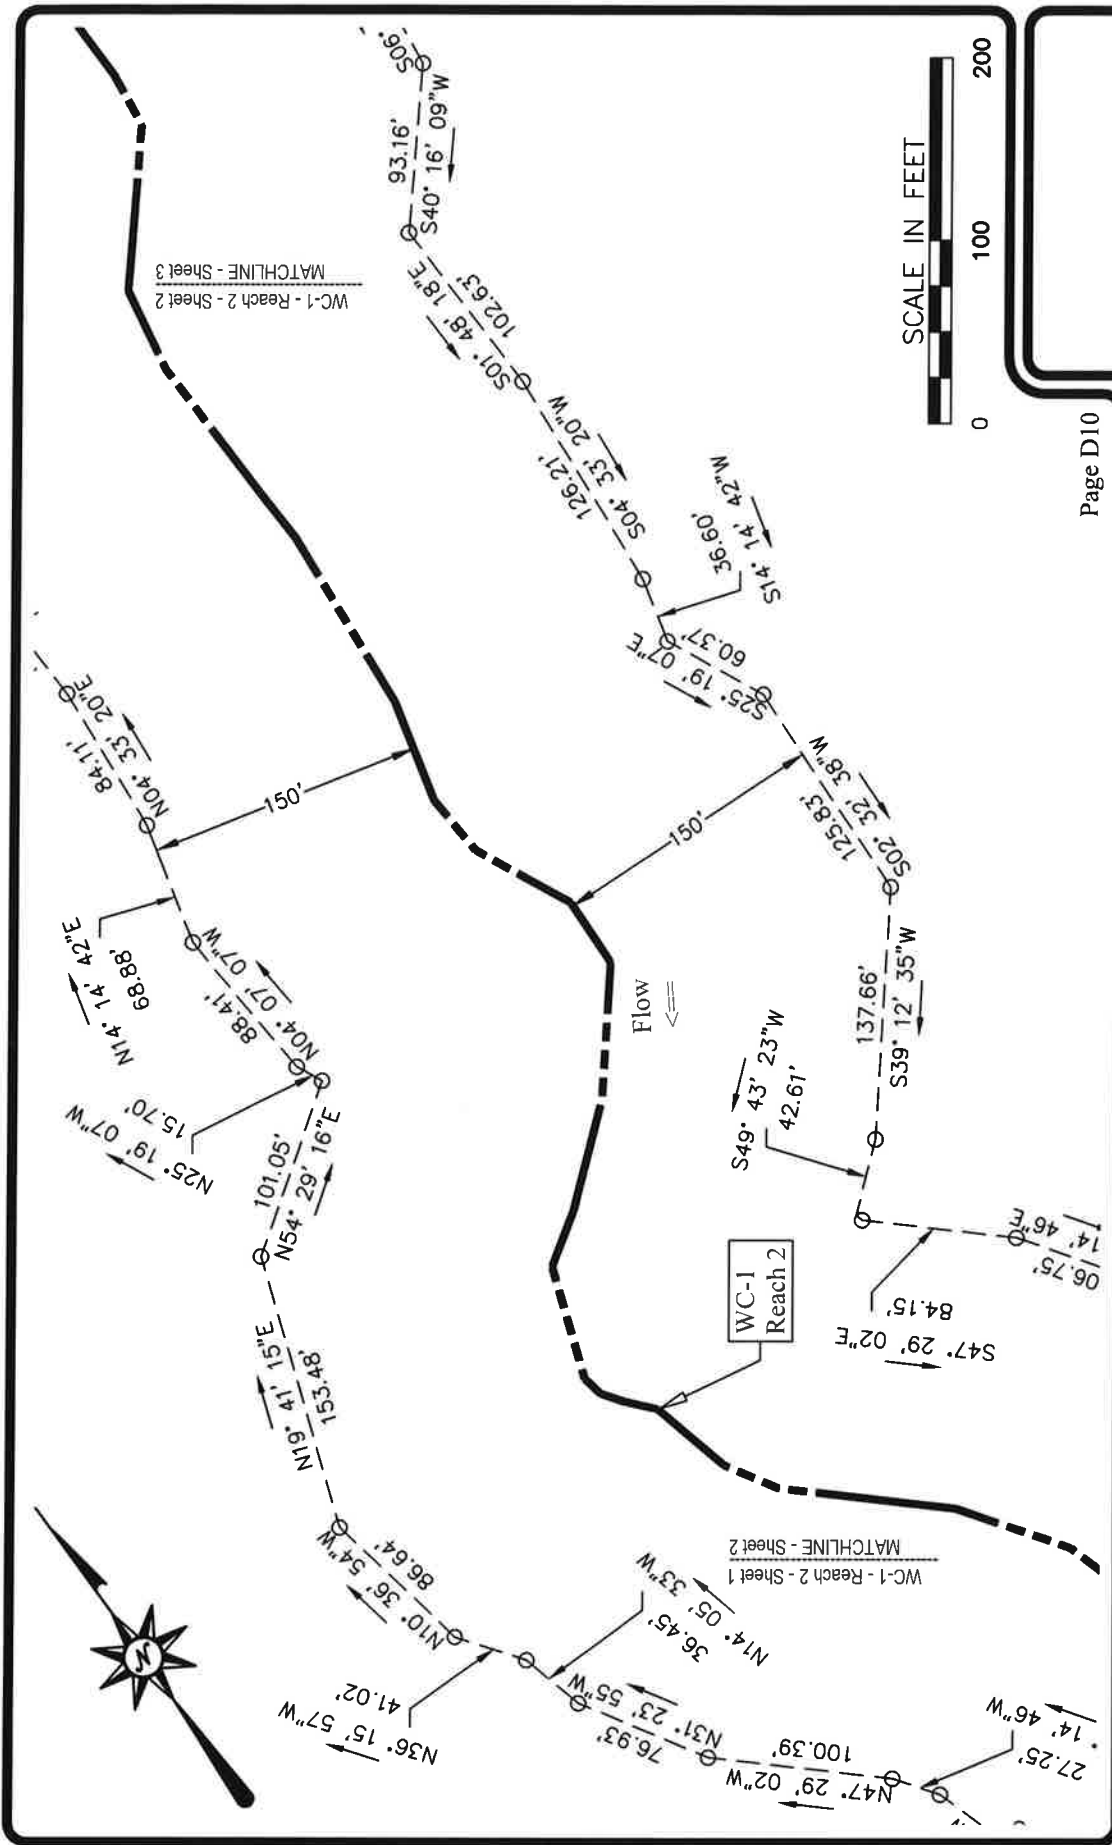 S06°
93.16'
S40° 16' 09"W
S01° 48' 18"E
102.63'
126.21'
S04° 33' 20"W
36.60'
S14° 14' 42"W
S25° 19' 07"E
60.37'
125.83'
S02° 32' 38"W
137.66'
S39° 12' 35"W
S49° 43' 23"W
42.61'
S47° 29' 02"E
84.15'
06.75'
14' 46"E
WC-1 - Reach 2 - Sheet 2
MATCHLINE - Sheet 3
84.11'
N04° 33' 20"E
150'
N14° 14' 42"E
68.88'
88.41'
N04° 07' 07"W
N25° 19' 07"W
15.70'
101.05'
N54° 29' 16"E
N19° 41' 15"E
153.48'
N10° 36' 54"W
86.64'
N36° 15' 57"W
41.02'
N14° 05' 33"W
36.45'
N31° 23' 55"W
76.93'
N47° 29' 02"W
100.39'
° 14' 46"W
27.25'
150'
Flow
<==
WC-1
Reach 2
WC-1 - Reach 2 - Sheet 1
MATCHLINE - Sheet 2
N
SCALE IN FEET
0 100 200
Page D10